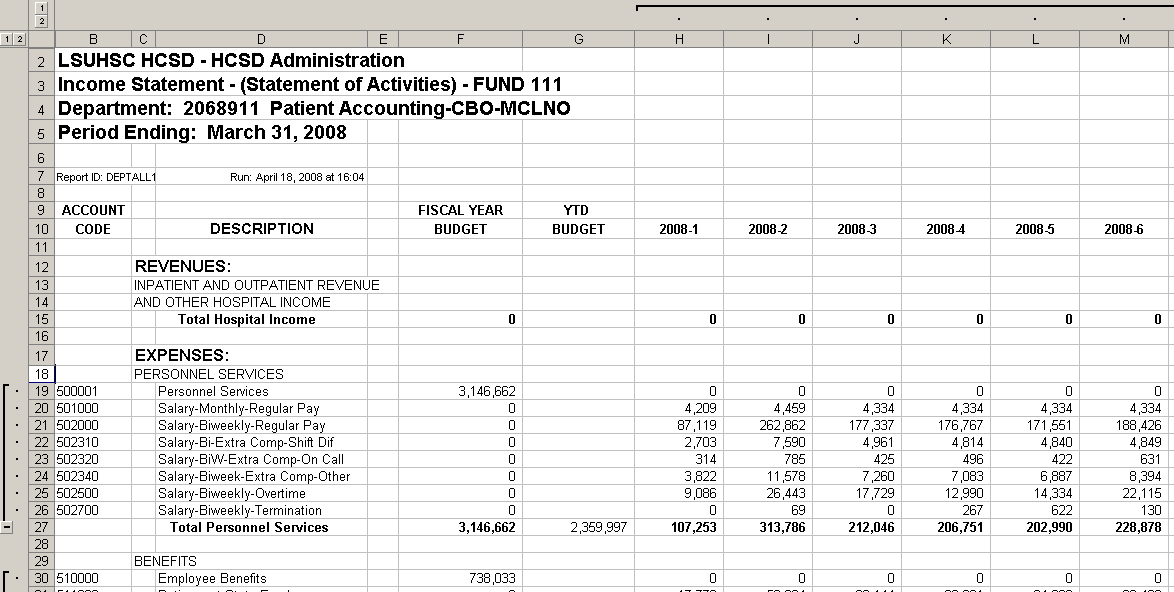 1
2
1 2
B C D E F G H I J K L M
2 LSUHSC HCSD - HCSD Administration
3 Income Statement - (Statement of Activities) - FUND 111
4 Department: 2068911 Patient Accounting-CBO-MCLNO
5 Period Ending: March 31, 2008
6
7 Report ID: DEPTALL1 Run: April 18, 2008 at 16:04
8
9 ACCOUNT FISCAL YEAR YTD
10 CODE DESCRIPTION BUDGET BUDGET 2008-1 2008-2 2008-3 2008-4 2008-5 2008-6
11
12 REVENUES:
13 INPATIENT AND OUTPATIENT REVENUE
14 AND OTHER HOSPITAL INCOME
15 Total Hospital Income 0 0 0 0 0 0 0
16
17 EXPENSES:
18 PERSONNEL SERVICES
19 500001 Personnel Services 3,146,662 0 0 0 0 0 0
20 501000 Salary-Monthly-Regular Pay 0 4,209 4,459 4,334 4,334 4,334 4,334
21 502000 Salary-Biweekly-Regular Pay 0 87,119 262,862 177,337 176,767 171,551 188,426
22 502310 Salary-Bi-Extra Comp-Shift Dif 0 2,703 7,590 4,961 4,814 4,840 4,849
23 502320 Salary-BiW-Extra Comp-On Call 0 314 785 425 496 422 631
24 502340 Salary-Biweek-Extra Comp-Other 0 3,822 11,578 7,260 7,083 6,887 8,394
25 502500 Salary-Biweekly-Overtime 0 9,086 26,443 17,729 12,990 14,334 22,115
26 502700 Salary-Biweekly-Termination 0 0 69 0 267 622 130
27 Total Personnel Services 3,146,662 2,359,997 107,253 313,786 212,046 206,751 202,990 228,878
28
29 BENEFITS
30 510000 Employee Benefits 738,033 0 0 0 0 0 0